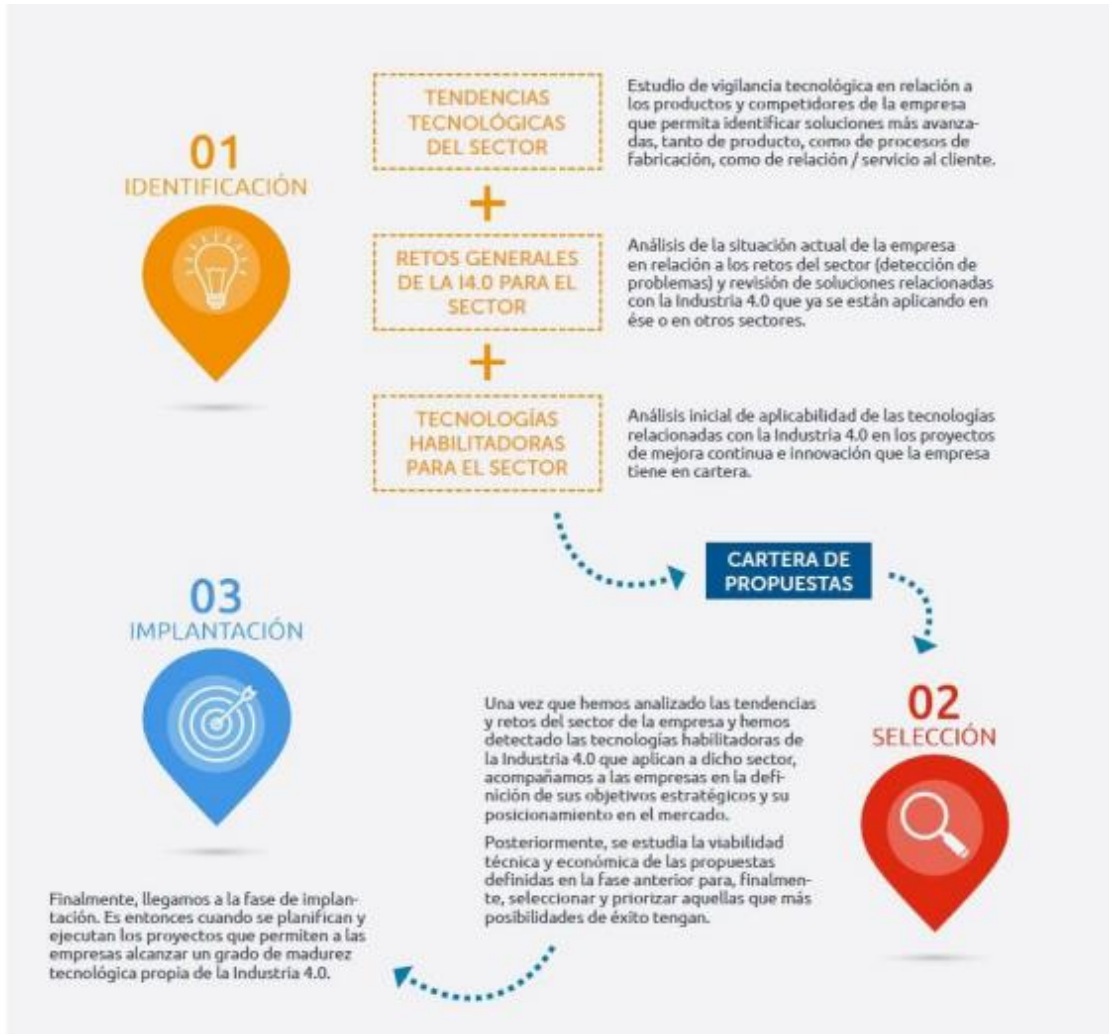 01
IDENTIFICACIÓN
TENDENCIAS
TECNOLÓGICAS
DEL SECTOR
Estudio de vigilancia tecnológica en relación a
los productos y competidores de la empresa
que permita identificar soluciones más avanza-
das, tanto de producto, como de procesos de
fabricación, como de relación / servicio al cliente.
+
RETOS GENERALES
DE LA I4.0 PARA EL
SECTOR
Análisis de la situación actual de la empresa
en relación a los retos del sector (detección de
problemas) y revisión de soluciones relacionadas
con la Industria 4.0 que ya se están aplicando en
ése o en otros sectores.
+
TECNOLOGÍAS
HABILITADORAS
PARA EL SECTOR
Análisis inicial de aplicabilidad de las tecnologías
relacionadas con la Industria 4.0 en los proyectos
de mejora continua e innovación que la empresa
tiene en cartera.
CARTERA DE
PROPUESTAS
02
SELECCIÓN
Una vez que hemos analizado las tendencias
y retos del sector de la empresa y hemos
detectado las tecnologías habilitadoras de
la Industria 4.0 que aplican a dicho sector,
acompañamos a las empresas en la defi-
nición de sus objetivos estratégicos y su
posicionamiento en el mercado.
Posteriormente, se estudia la viabilidad
técnica y económica de las propuestas
definidas en la fase anterior para, finalmen-
te, seleccionar y priorizar aquellas que más
posibilidades de éxito tengan.
03
IMPLANTACIÓN
Finalmente, llegamos a la fase de implan-
tación. Es entonces cuando se planifican y
ejecutan los proyectos que permiten a las
empresas alcanzar un grado de madurez
tecnológica propia de la Industria 4.0.